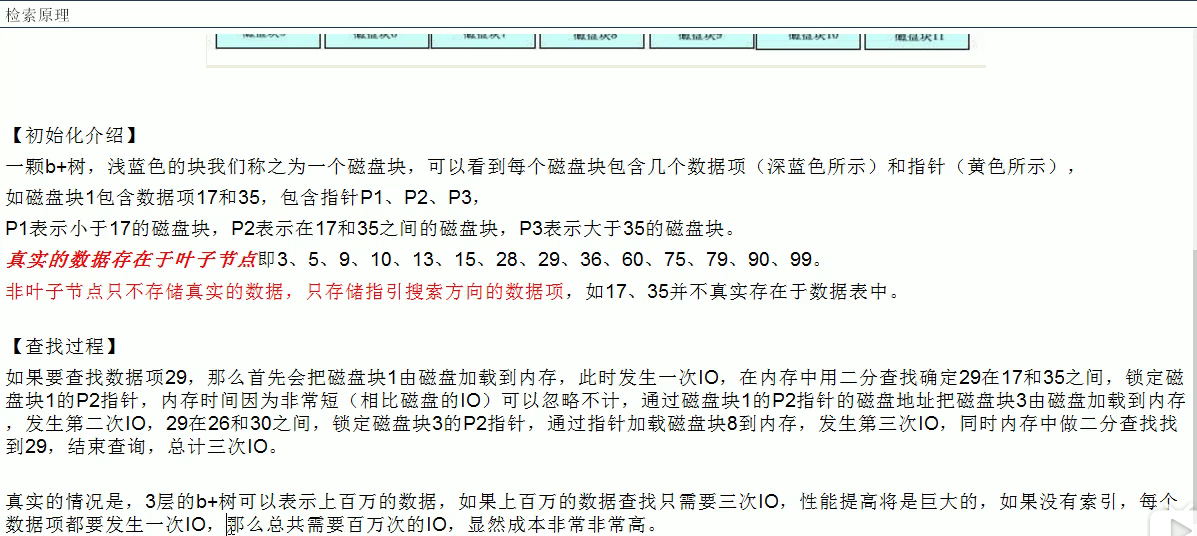 检索原理
磁盘块5 磁盘块6 磁盘块7 磁盘块8 磁盘块9 磁盘块10 磁盘块11
【初始化介绍】
一颗b+树，浅蓝色的块我们称之为一个磁盘块，可以看到每个磁盘块包含几个数据项（深蓝色所示）和指针（黄色所示），
如磁盘块1包含数据项17和35，包含指针P1、P2、P3，
P1表示小于17的磁盘块，P2表示在17和35之间的磁盘块，P3表示大于35的磁盘块。
真实的数据存在于叶子节点即3、5、9、10、13、15、28、29、36、60、75、79、90、99。
非叶子节点只不存储真实的数据，只存储指引搜索方向的数据项，如17、35并不真实存在于数据表中。
【查找过程】
如果要查找数据项29，那么首先会把磁盘块1由磁盘加载到内存，此时发生一次IO，在内存中用二分查找确定29在17和35之间，锁定磁
盘块1的P2指针，内存时间因为非常短（相比磁盘的IO）可以忽略不计，通过磁盘块1的P2指针的磁盘地址把磁盘块3由磁盘加载到内存
，发生第二次IO，29在26和30之间，锁定磁盘块3的P2指针，通过指针加载磁盘块8到内存，发生第三次IO，同时内存中做二分查找找
到29，结束查询，总计三次IO。
真实的情况是，3层的b+树可以表示上百万的数据，如果上百万的数据查找只需要三次IO，性能提高将是巨大的，如果没有索引，每个
数据项都要发生一次IO，那么总共需要百万次的IO，显然成本非常非常高。